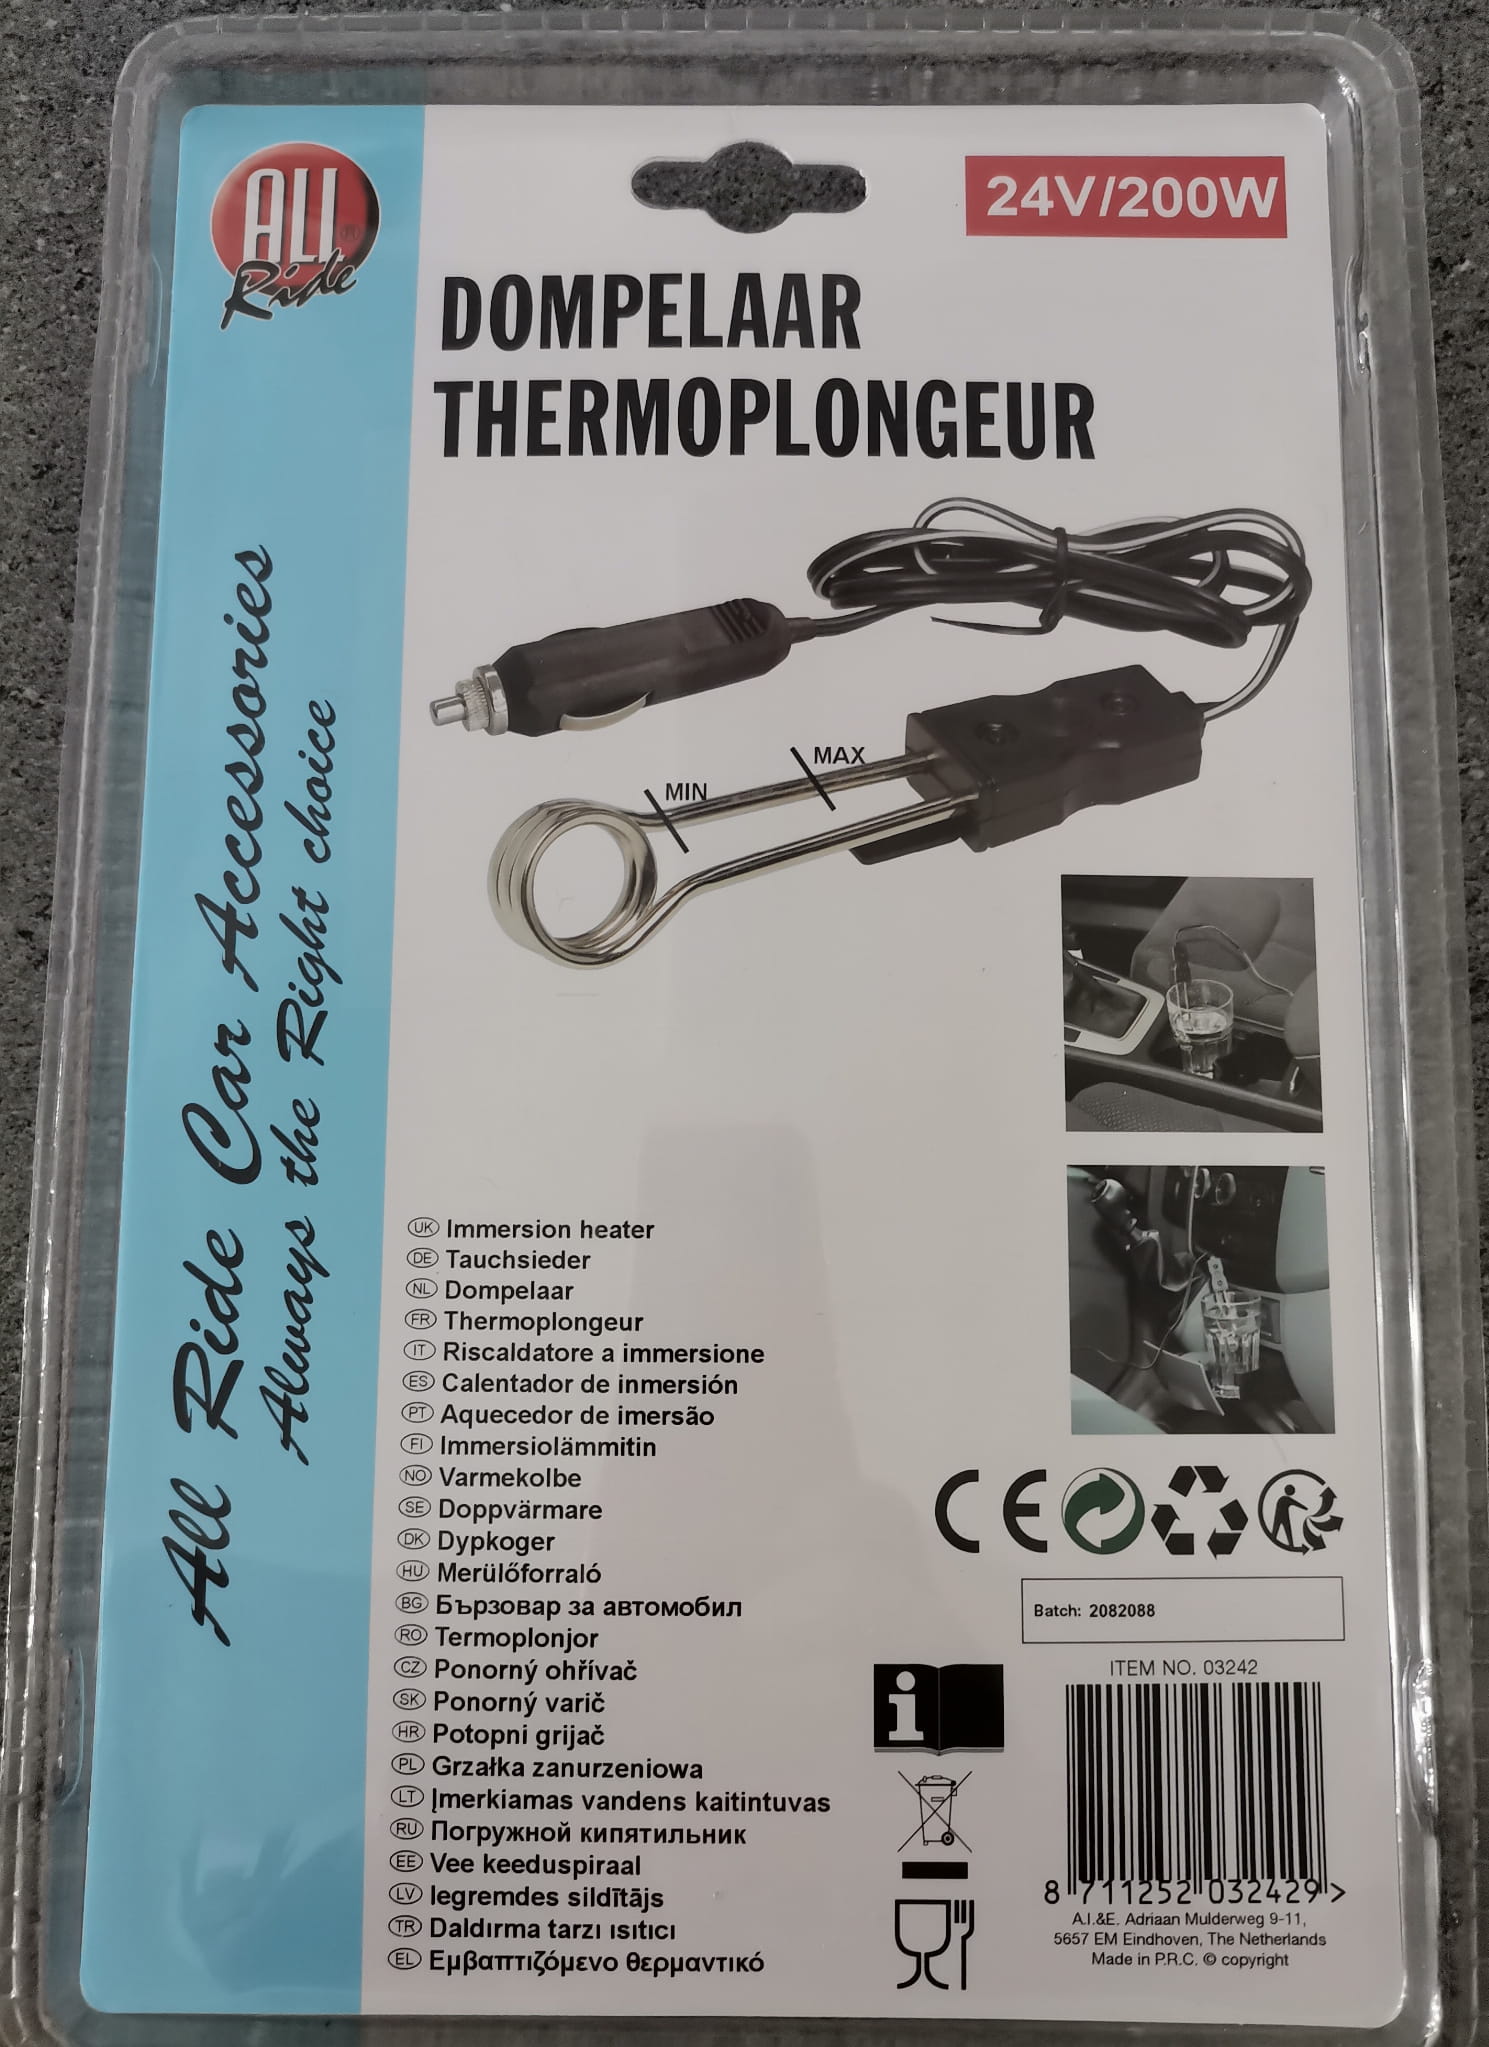 ALL
Ride
24V/200W
DOMPELAAR
THERMOPLONGEUR
MAX
MIN
All Ride Car Accessories
Always the Right choice
UK Immersion heater
DE Tauchsieder
NL Dompelaar
FR Thermoplongeur
IT Riscaldatore a immersione
ES Calentador de inmersión
PT Aquecedor de imersão
FI Immersiolämmitin
NO Varmekolbe
SE Doppvärmare
DK Dypkoger
HU Merülőforraló
BG Бързовар за автомобил
RO Termoplonjor
CZ Ponorný ohřívač
SK Ponorný varič
HR Potopni grijač
PL Grzałka zanurzeniowa
LT Įmerkiamas vandens kaitintuvas
RU Погружной кипятильник
EE Vee keeduspiraal
LV Iegremdes sildītājs
TR Daldırma tarzı ısıtıcı
EL Εμβαπτιζόμενο θερμαντικό
CE
Batch: 2082088
ITEM NO. 03242
8 711252 032429 >
A.I.&E. Adriaan Mulderweg 9-11,
5657 EM Eindhoven, The Netherlands
Made in P.R.C. © copyright